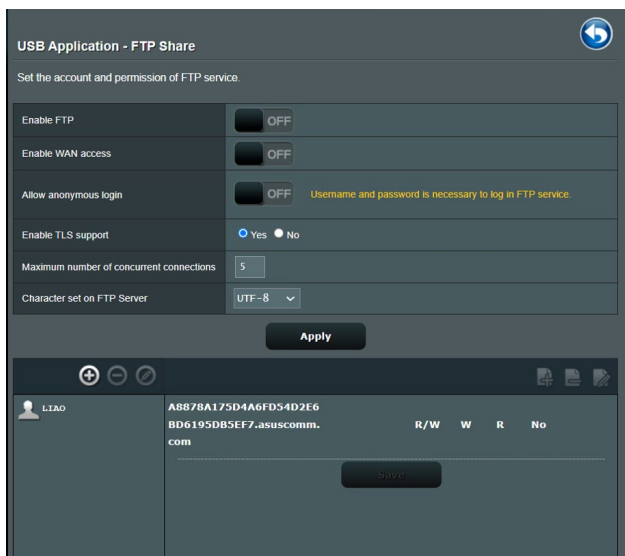 USB Application - FTP Share
Set the account and permission of FTP service.
Enable FTP OFF
Enable WAN access OFF
Allow anonymous login OFF Username and password is necessary to log in FTP service.
Enable TLS support Yes No
Maximum number of concurrent connections 5
Character set on FTP Server UTF-8
Apply
LIAO
A8878A175D4A6FD54D2E6
BD6195DB5EF7.asuscomm.
com
R/W W R No
Save